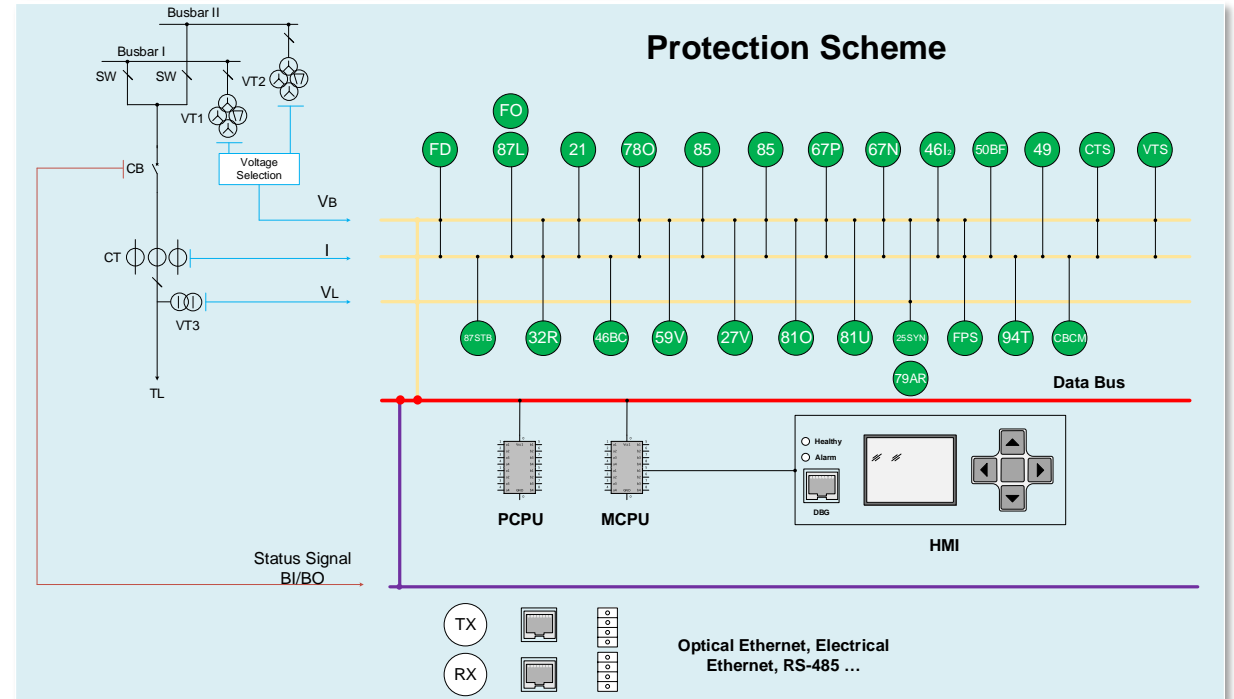 Busbar II
Protection Scheme
Busbar I
SW
SW
VT2
VT1
FO
FD
87L
21
78O
85
85
67P
67N
46I₂
50BF
49
CTS
VTS
CB
Voltage
Selection
VB
CT
I
VL
VT3
87STB
32R
46BC
59V
27V
81O
81U
25SYN
FPS
94T
CBCM
79AR
TL
Data Bus
Healthy
Alarm
DBG
PCPU
MCPU
HMI
Status Signal
BI/BO
TX
RX
Optical Ethernet, Electrical
Ethernet, RS-485 ...